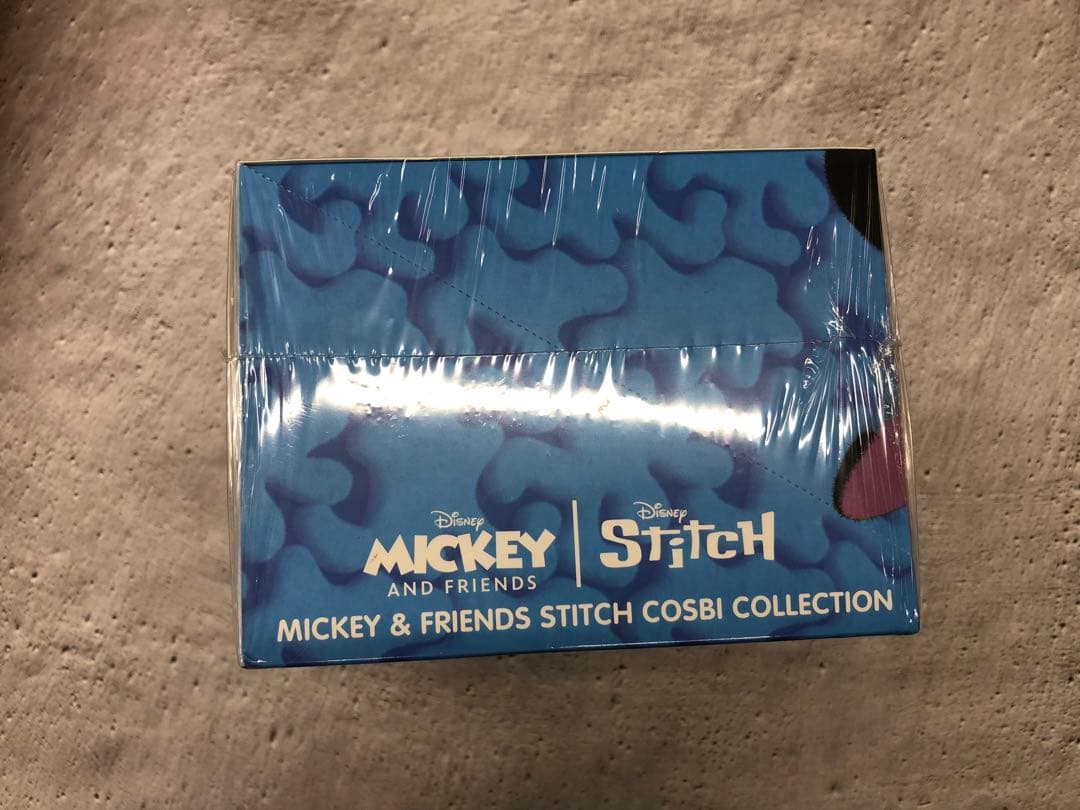 Disney
MICKEY
AND FRIENDS
Disney
Stitch
MICKEY & FRIENDS STITCH COSBI COLLECTION